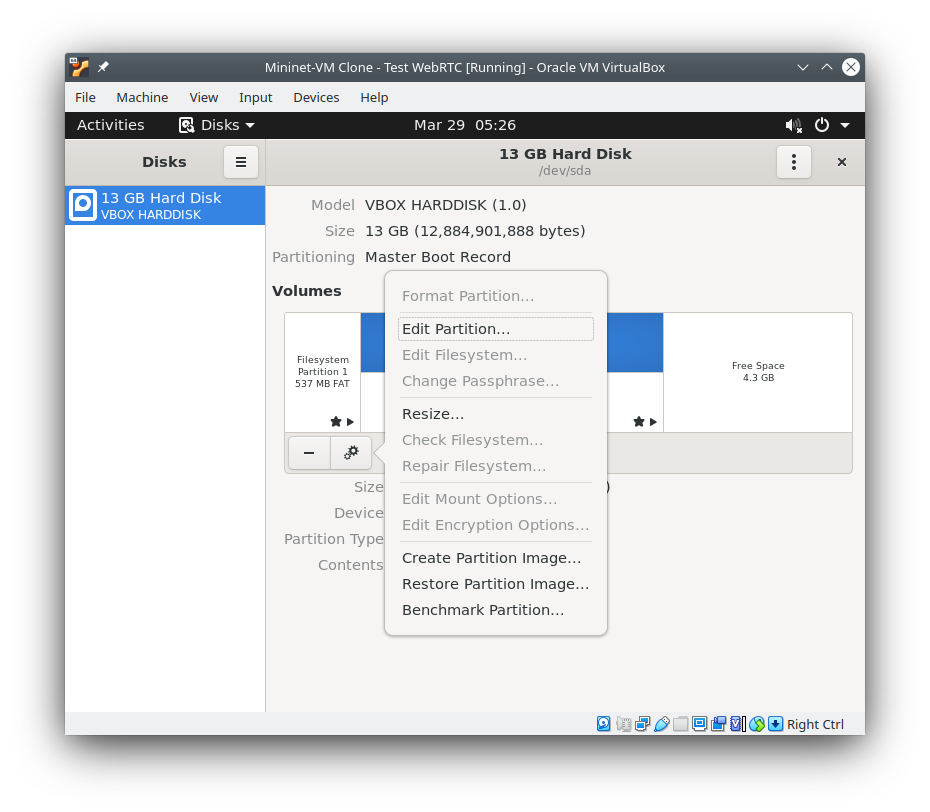 Mininet-VM Clone - Test WebRTC [Running] - Oracle VM VirtualBox
File Machine View Input Devices Help
Activities Disks Mar 29 05:26
Disks
13 GB Hard Disk
/dev/sda
13 GB Hard Disk
VBOX HARDDISK
Model VBOX HARDDISK (1.0)
Size 13 GB (12,884,901,888 bytes)
Partitioning Master Boot Record
Volumes
Filesystem
Partition 1
537 MB FAT
Free Space
4.3 GB
Size )
Device
Partition Type
Contents
Format Partition…
Edit Partition…
Edit Filesystem…
Change Passphrase…
Resize…
Check Filesystem…
Repair Filesystem…
Edit Mount Options…
Edit Encryption Options…
Create Partition Image…
Restore Partition Image…
Benchmark Partition…
Right Ctrl